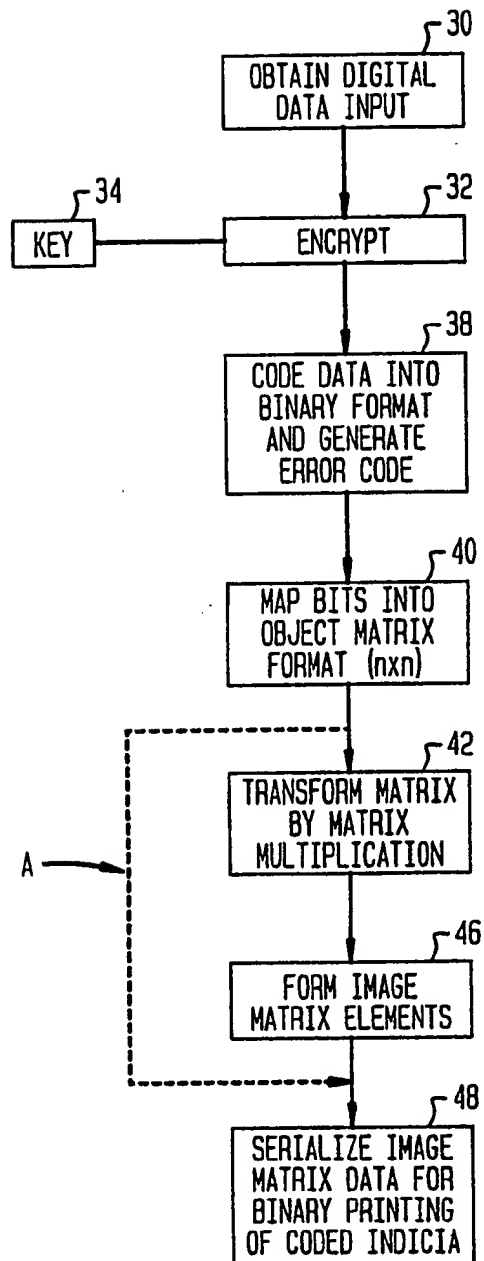 30
OBTAIN DIGITAL
DATA INPUT
34
32
KEY
ENCRYPT
38
CODE DATA INTO
BINARY FORMAT
AND GENERATE
ERROR CODE
40
MAP BITS INTO
OBJECT MATRIX
FORMAT (nxn)
42
TRANSFORM MATRIX
BY MATRIX
MULTIPLICATION
A
46
FORM IMAGE
MATRIX ELEMENTS
48
SERIALIZE IMAGE
MATRIX DATA FOR
BINARY PRINTING
OF CODED INDICIA